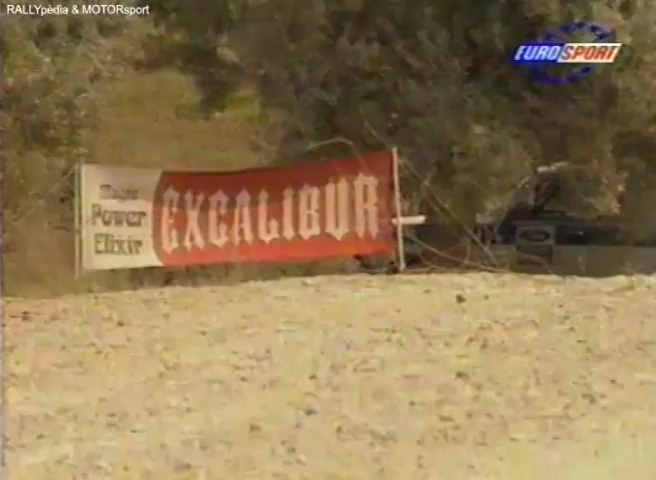 RALLYpèdia & MOTORsport
EUROSPORT
Magic
Power
Elixir
EXCALIBUR